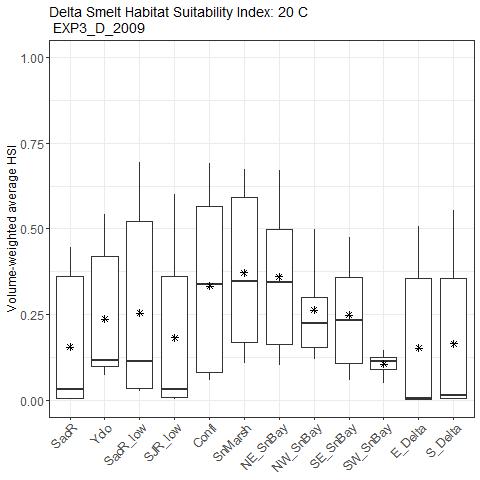 Delta Smelt Habitat Suitability Index: 20 C
EXP3_D_2009
Volume-weighted average HSI
1.00
0.75
0.50
0.25
0.00
SacR
Yolo
SacR_low
SJR_low
Confl
SnMarsh
NE_SnBay
NW_SnBay
SE_SnBay
SW_SnBay
E_Delta
S_Delta